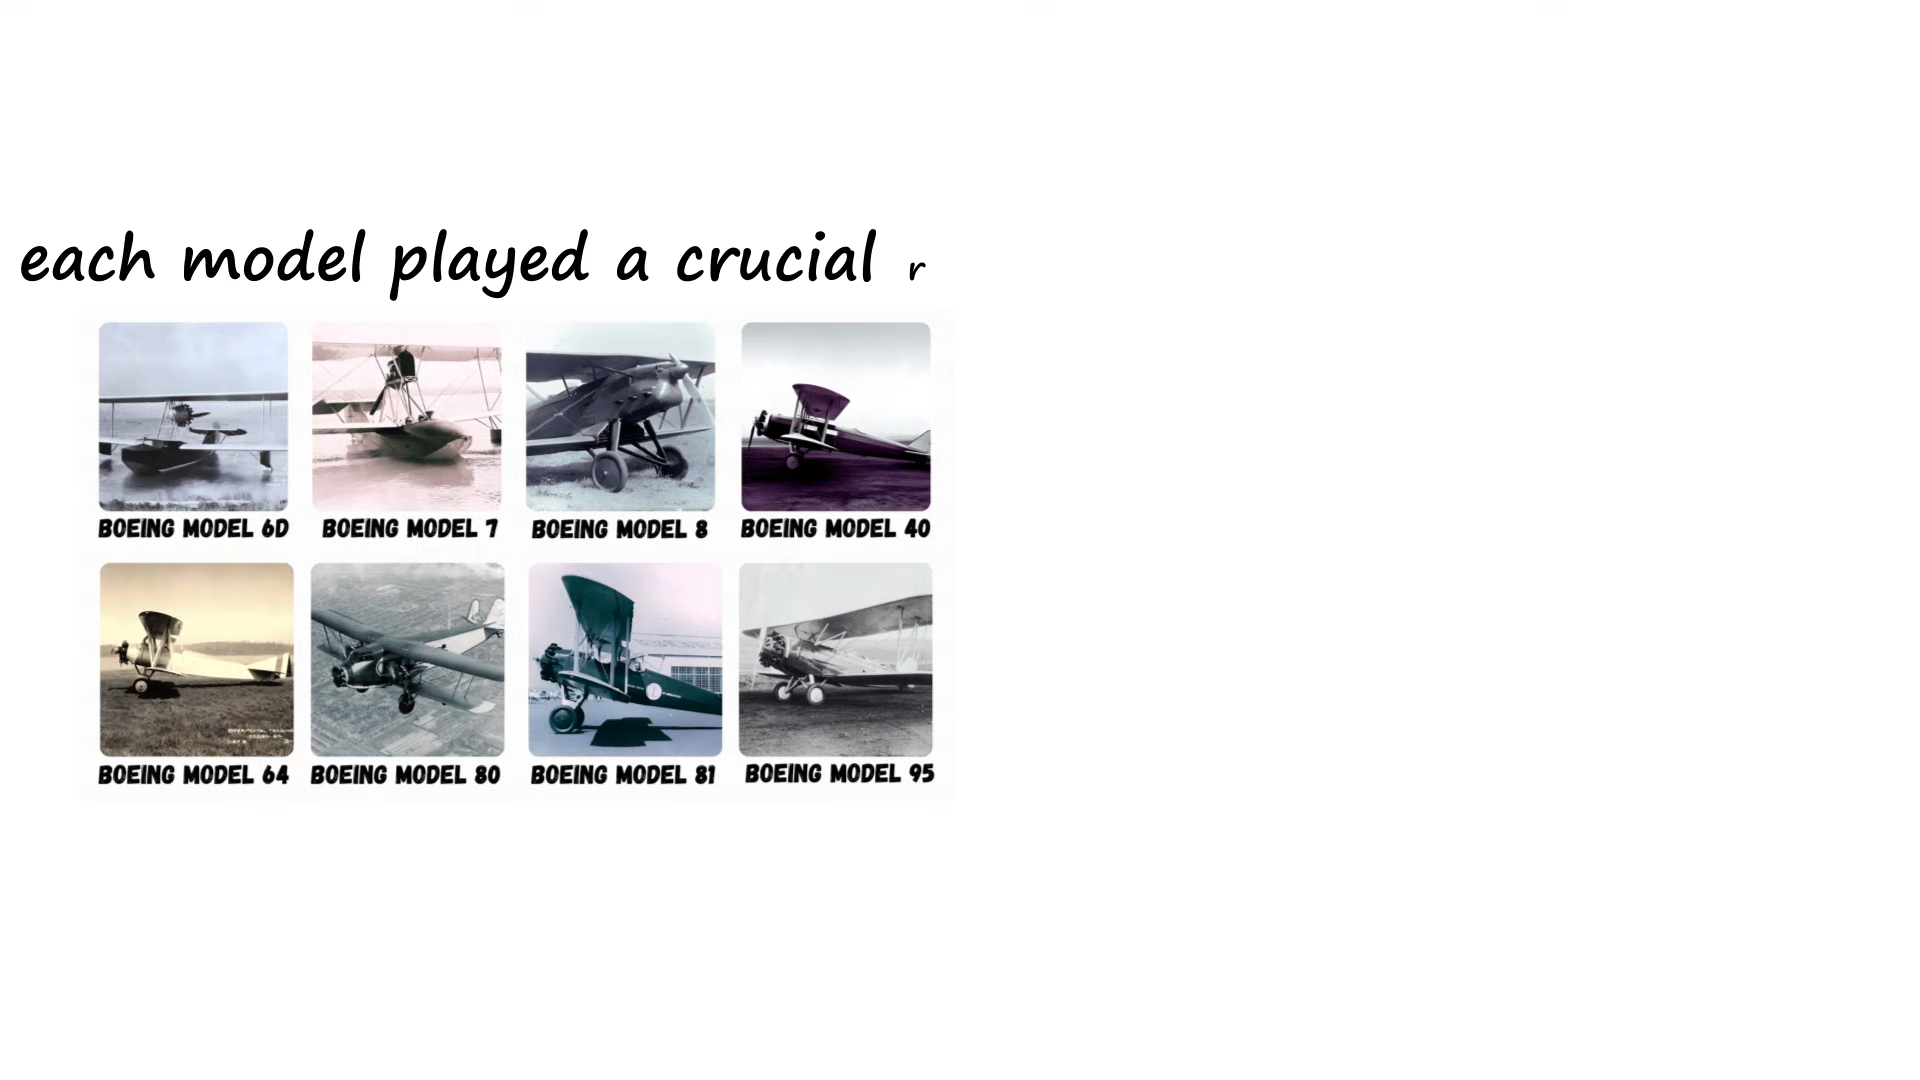 each model played a crucial r
BOEING MODEL 6D BOEING MODEL 7 BOEING MODEL 8 BOEING MODEL 40
BOEING MODEL 64 BOEING MODEL 80 BOEING MODEL 81 BOEING MODEL 95